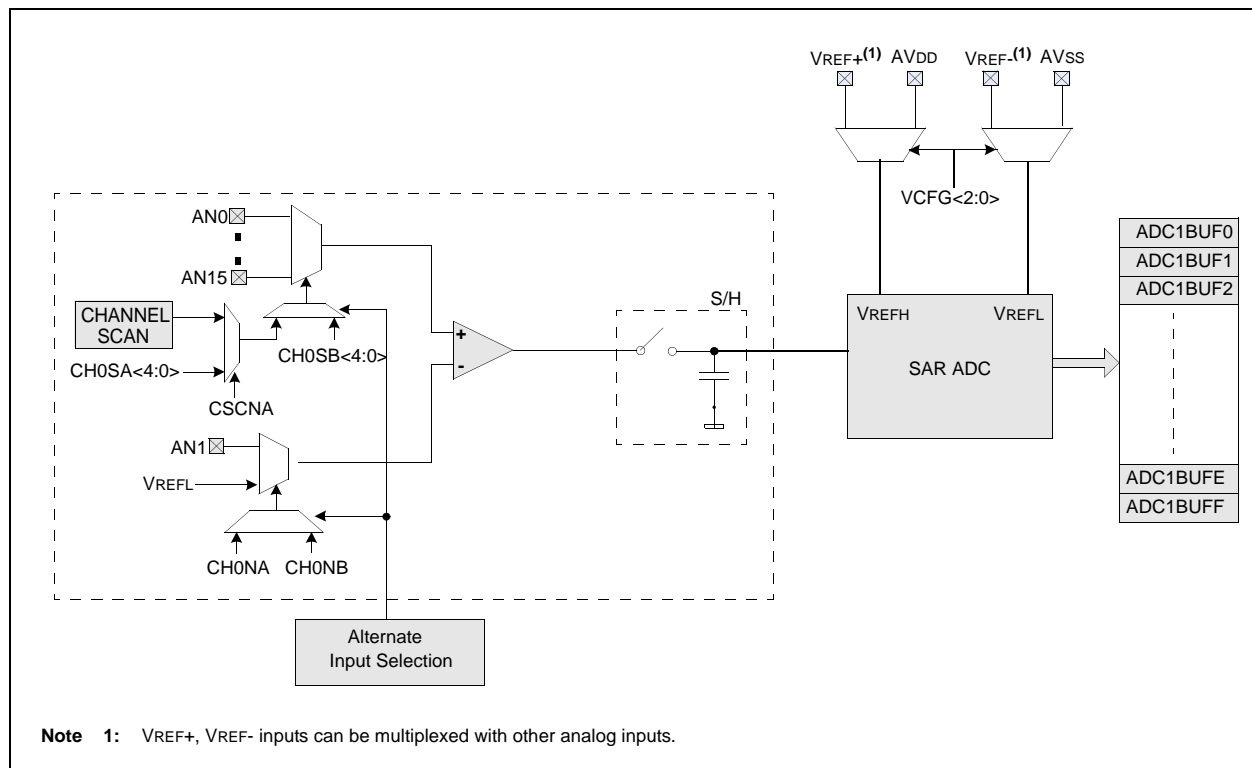 VREF+(1) AVDD VREF-(1) AVSS
VCFG<2:0>
AN0
AN15
CHANNEL
SCAN
CH0SA<4:0>
CH0SB<4:0>
CSCNA
AN1
VREFL
CH0NA CH0NB
+
-
S/H
VREFH VREFL
SAR ADC
ADC1BUF0
ADC1BUF1
ADC1BUF2
ADC1BUFE
ADC1BUFF
Alternate
Input Selection
Note 1: VREF+, VREF- inputs can be multiplexed with other analog inputs.